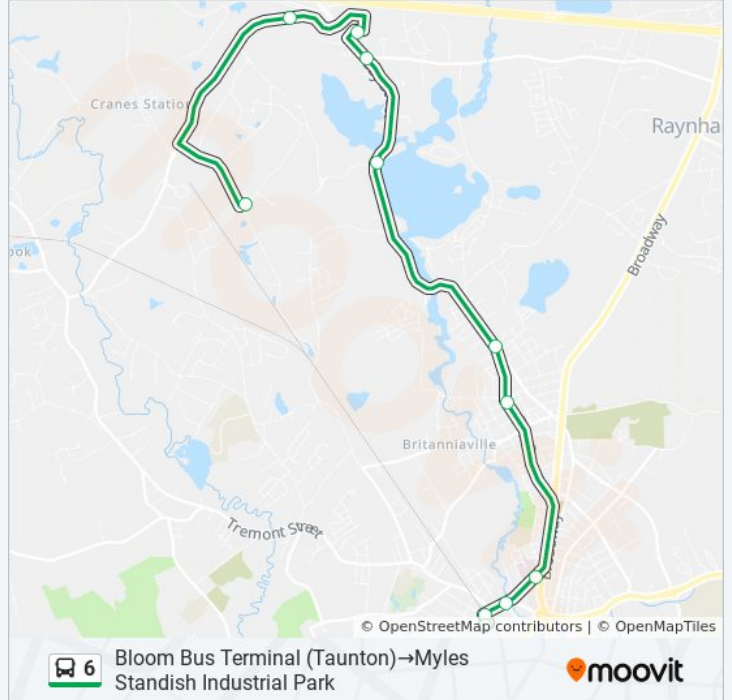 Cranes Station
Raynha
Broadway
ook
Britanniaville
Tremont Street
© OpenStreetMap contributors | © OpenMapTiles
6
Bloom Bus Terminal (Taunton)→Myles
Standish Industrial Park
moovit